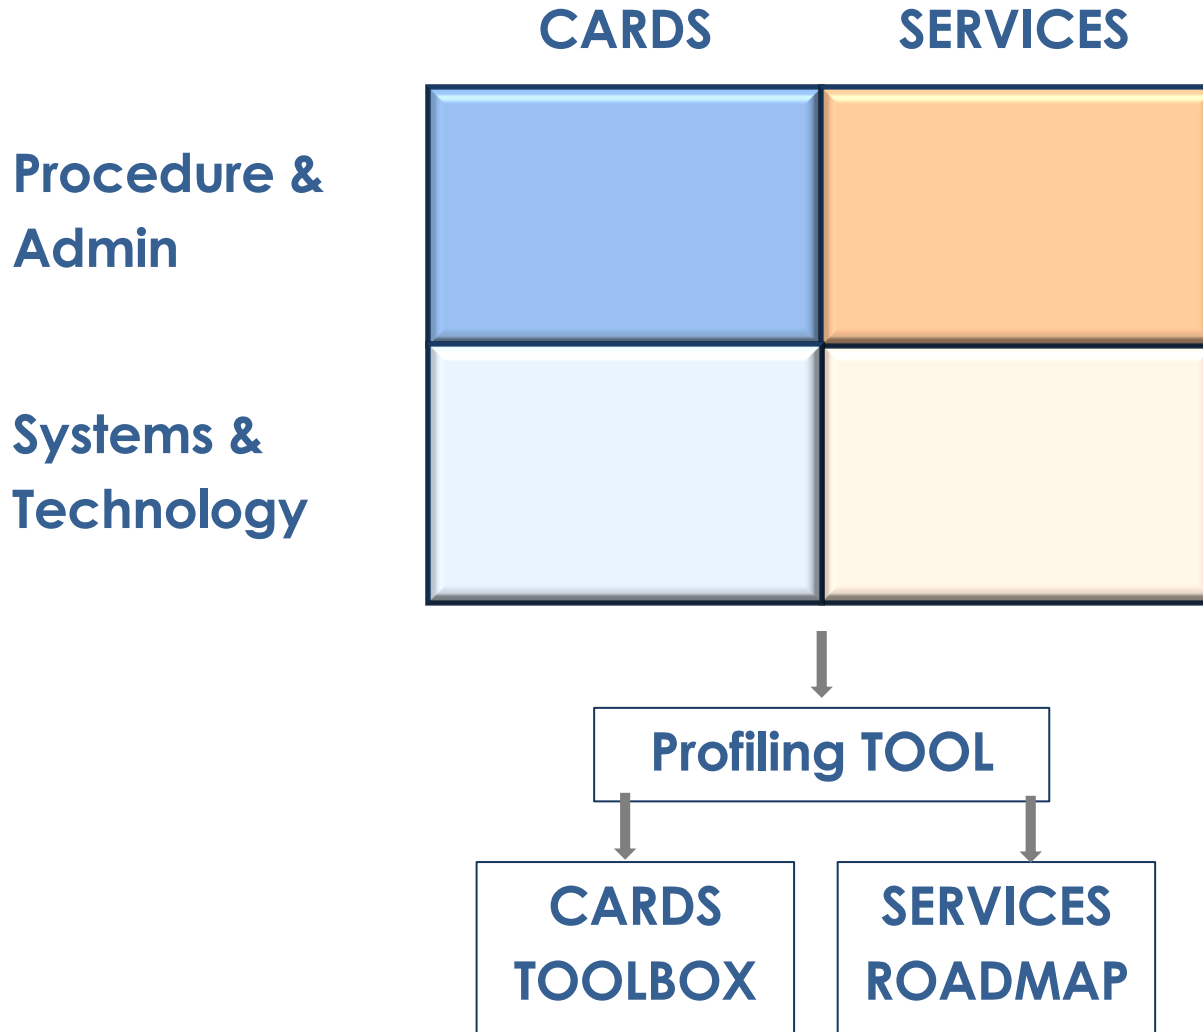 CARDS SERVICES
Procedure &
Admin
Systems &
Technology
Profiling TOOL
CARDS
TOOLBOX
SERVICES
ROADMAP